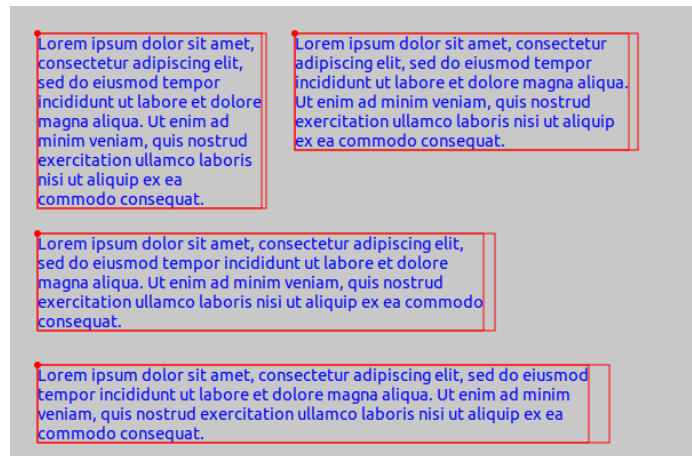 Lorem ipsum dolor sit amet,
consectetur adipiscing elit,
sed do eiusmod tempor
incididunt ut labore et dolore
magna aliqua. Ut enim ad
minim veniam, quis nostrud
exercitation ullamco laboris
nisi ut aliquip ex ea
commodo consequat.
Lorem ipsum dolor sit amet, consectetur
adipiscing elit, sed do eiusmod tempor
incididunt ut labore et dolore magna aliqua.
Ut enim ad minim veniam, quis nostrud
exercitation ullamco laboris nisi ut aliquip
ex ea commodo consequat.
Lorem ipsum dolor sit amet, consectetur adipiscing elit,
sed do eiusmod tempor incididunt ut labore et dolore
magna aliqua. Ut enim ad minim veniam, quis nostrud
exercitation ullamco laboris nisi ut aliquip ex ea commodo
consequat.
Lorem ipsum dolor sit amet, consectetur adipiscing elit, sed do eiusmod
tempor incididunt ut labore et dolore magna aliqua. Ut enim ad minim
veniam, quis nostrud exercitation ullamco laboris nisi ut aliquip ex ea
commodo consequat.